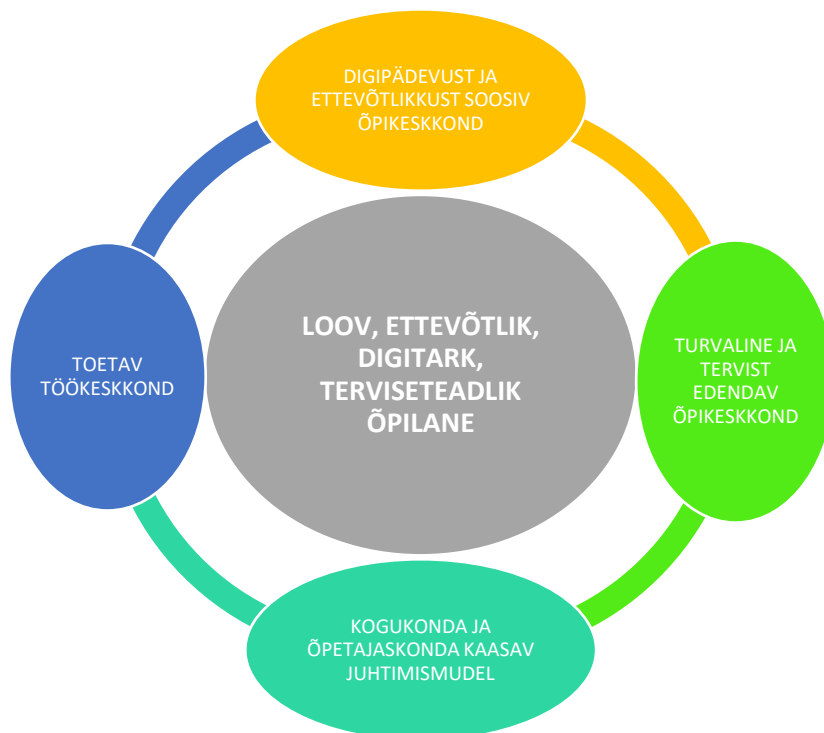 DIGIPÄDEVUST JA
ETTEVÕTLIKKUST SOOSIV
ÕPIKESKKOND
LOOV, ETTEVÕTLIK,
DIGITARK,
TERVISETEADLIK
ÕPILANE
TURVALINE JA
TERVIST
EDENDAV
ÕPIKESKKOND
KOGUKONDA JA
ÕPETAJASKONDA KAASAV
JUHTIMISMUDEL
TOETAV
TÖÖKESKKOND